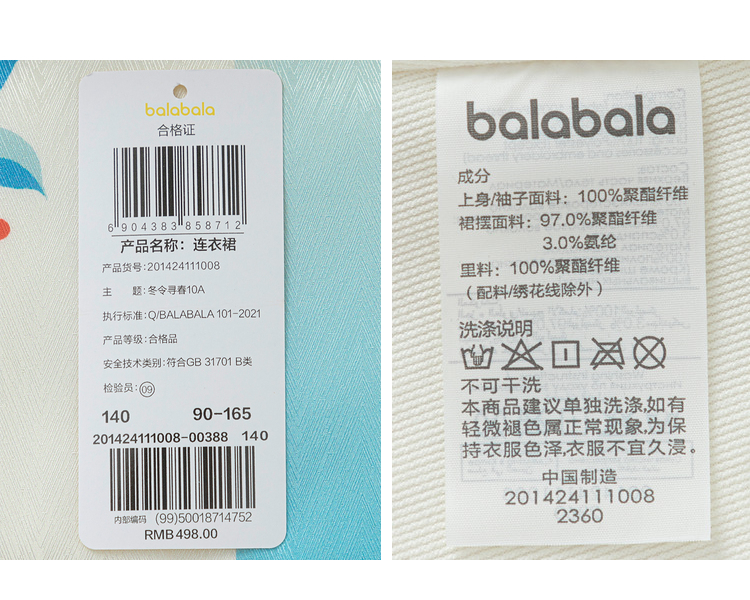 balabala
合格证
6 904383 858712
产品名称：连衣裙
产品货号:201424111008
主 题:冬令寻春10A
执行标准:Q/BALABALA 101-2021
产品等级:合格品
安全技术类别:符合GB 31701 B类
检验员:09
140 90-165
201424111008-00388 140
内部编码 (99)50018714752
RMB498.00
balabala
成分
上身/袖子面料：100%聚酯纤维
裙摆面料：97.0%聚酯纤维
3.0%氨纶
里料：100%聚酯纤维
（配料/绣花线除外）
洗涤说明
不可干洗
本商品建议单独洗涤,如有
轻微褪色属正常现象,为保
持衣服色泽,衣服不宜久浸。
中国制造
201424111008
2360